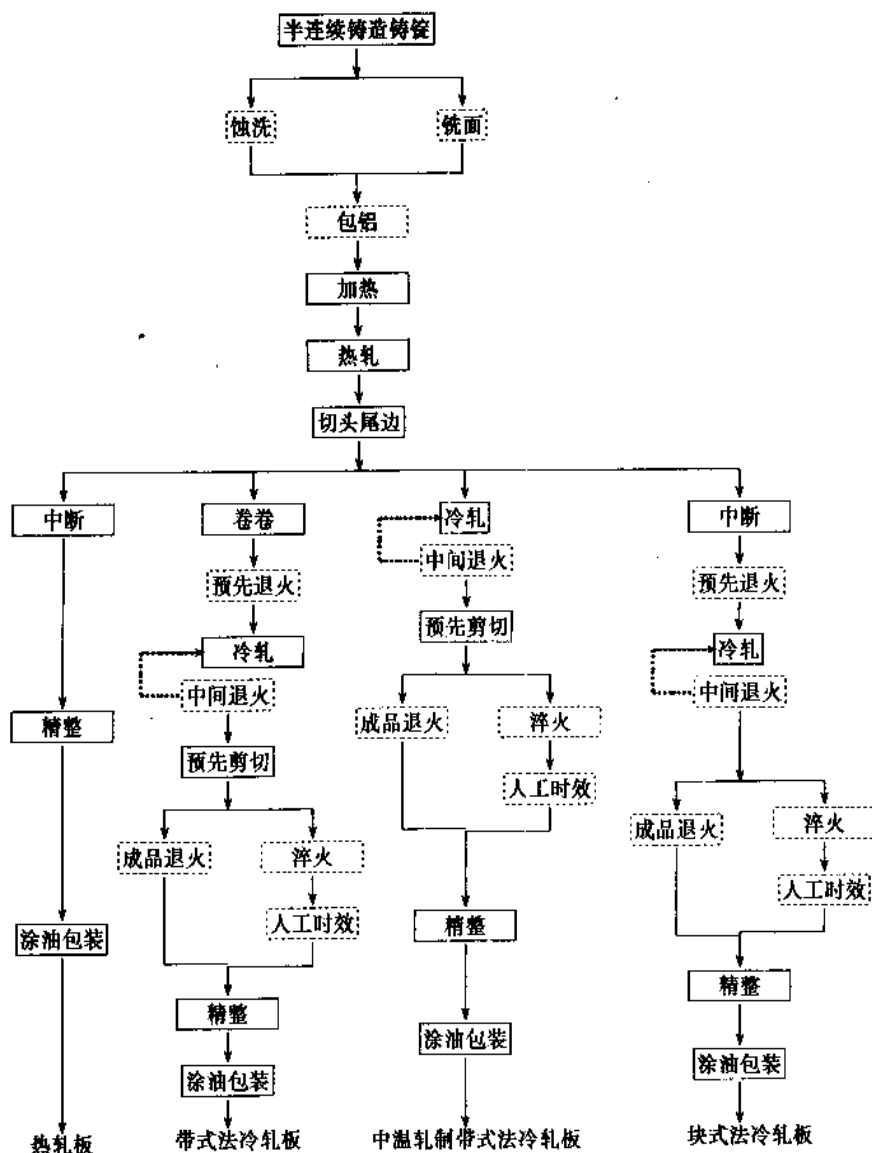 半连续铸造铸锭
蚀洗
铣面
包铝
加热
热轧
切头尾边
中断
卷卷
冷轧
中断
中间退火
预先退火
预先退火
预先剪切
冷轧
冷轧
中间退火
中间退火
精整
成品退火
淬火
预先剪切
人工时效
成品退火
淬火
成品退火
淬火
人工时效
人工时效
涂油包装
精整
精整
精整
涂油包装
涂油包装
涂油包装
热轧板
带式法冷轧板
中温轧制带式法冷轧板
块式法冷轧板